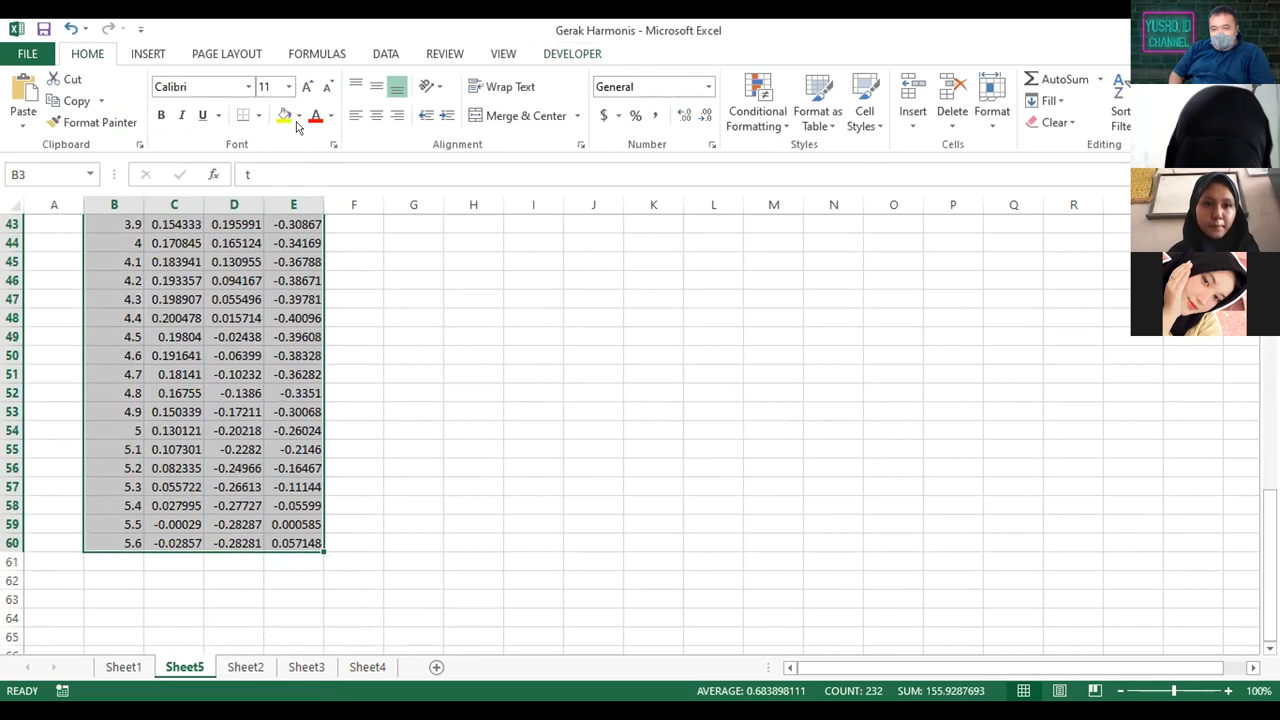 Gerak Harmonis - Microsoft Excel
YUSRO.ID
CHANNEL
FILE HOME INSERT PAGE LAYOUT FORMULAS DATA REVIEW VIEW DEVELOPER
Paste
Cut
Copy
Format Painter
Clipboard
Calibri 11
B I U
Font
Wrap Text
Merge & Center
Alignment
General
$ % ,
Number
Conditional Formatting
Format as Table
Cell Styles
Styles
Insert Delete Format
Cells
AutoSum
Fill
Clear
Sort
Filter
Editing
B3 fx t
A B C D E F G H I J K L M N O P Q R
43 3.9 0.154333 0.195991 -0.30867
44 4 0.170845 0.165124 -0.34169
45 4.1 0.183941 0.130955 -0.36788
46 4.2 0.193357 0.094167 -0.38671
47 4.3 0.198907 0.055496 -0.39781
48 4.4 0.200478 0.015714 -0.40096
49 4.5 0.19804 -0.02438 -0.39608
50 4.6 0.191641 -0.06399 -0.38328
51 4.7 0.18141 -0.10232 -0.36282
52 4.8 0.16755 -0.1386 -0.3351
53 4.9 0.150339 -0.17211 -0.30068
54 5 0.130121 -0.20218 -0.26024
55 5.1 0.107301 -0.2282 -0.2146
56 5.2 0.082335 -0.24966 -0.16467
57 5.3 0.055722 -0.26613 -0.11144
58 5.4 0.027995 -0.27727 -0.05599
59 5.5 -0.00029 -0.28287 0.000585
60 5.6 -0.02857 -0.28281 0.057148
61
62
63
64
65
Sheet1 Sheet5 Sheet2 Sheet3 Sheet4
READY AVERAGE: 0.683898111 COUNT: 232 SUM: 155.9287693 100%